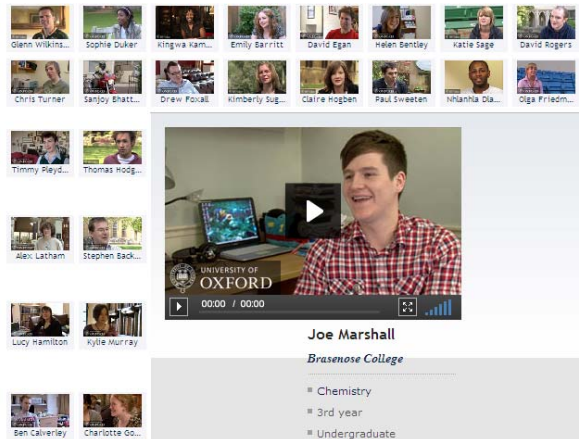 Glenn Wilkins... Sophie Duker Kingwa Kam... Emily Barritt David Egan Helen Bentley Katie Sage David Rogers
Chris Turner Sanjoy Bhatt... Drew Foxall Kimberly Sug... Claire Hogben Paul Sweeten Nhlanhla Dla... Olga Friedm...
Timmy Pleyd... Thomas Hodg...
Alex Latham Stephen Back...
Lucy Hamilton Kylie Murray
Ben Calverley Charlotte Go...
UNIVERSITY OF
OXFORD
00:00 / 00:00
Joe Marshall
Brasenose College
Chemistry
3rd year
Undergraduate